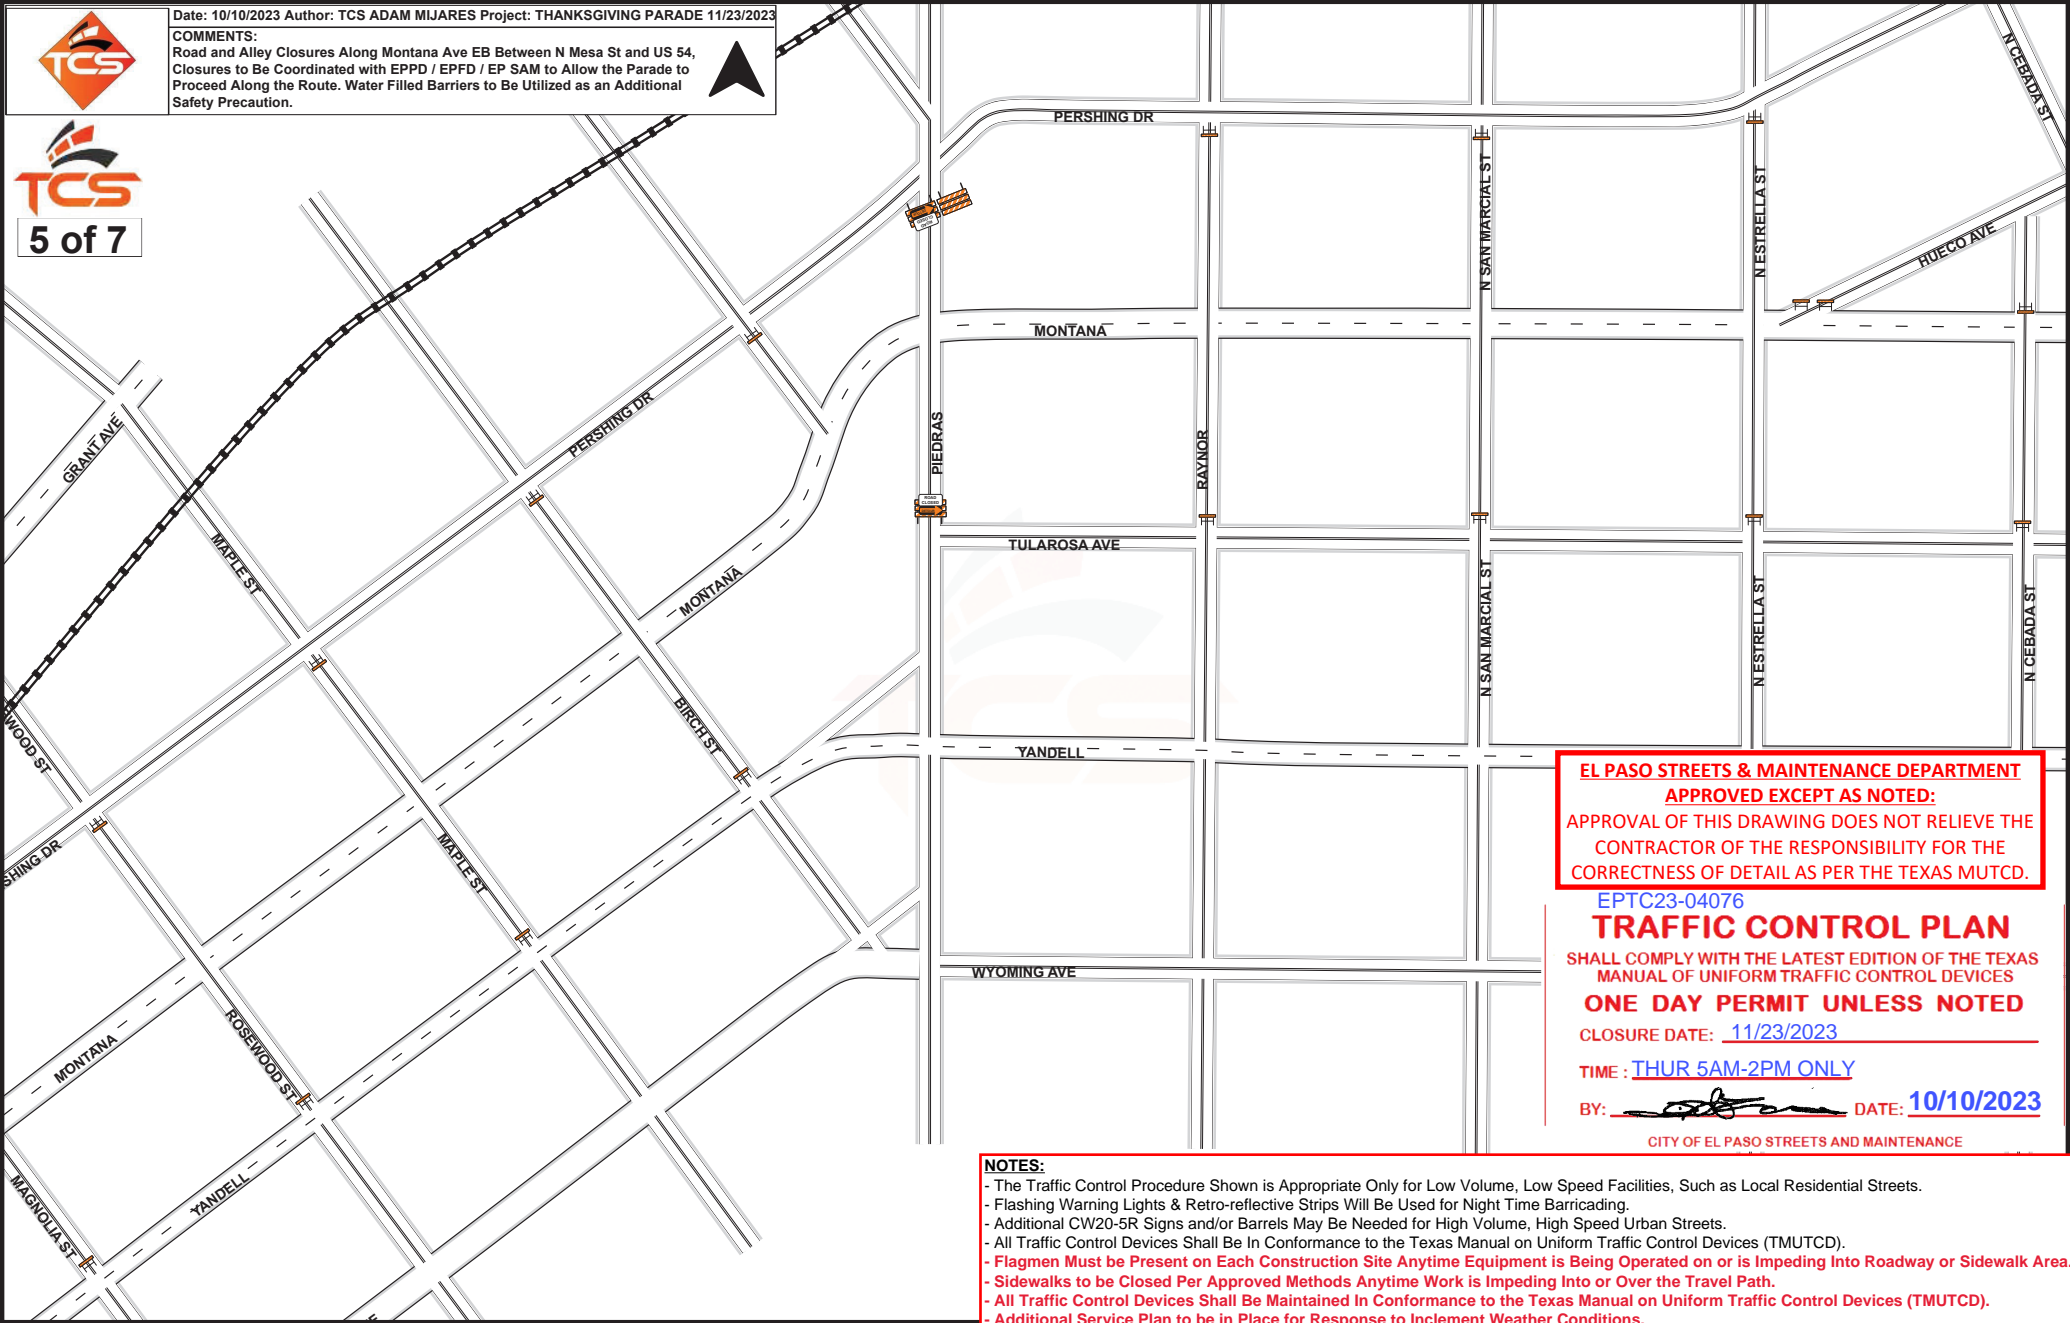 Date: 10/10/2023 Author: TCS ADAM MIJARES Project: THANKSGIVING PARADE 11/23/2023
COMMENTS:
Road and Alley Closures Along Montana Ave EB Between N Mesa St and US 54,
Closures to Be Coordinated with EPPD / EPFD / EP SAM to Allow the Parade to
Proceed Along the Route. Water Filled Barriers to Be Utilized as an Additional
Safety Precaution.
TCS
TCS
5 of 7
N CEBADA ST
PERSHING DR
N SAN MARCIAL ST
N ESTRELLA ST
HUECO AVE
ROAD
CLOSED
MONTANA
GRANT AVE
PERSHING DR
PIEDRAS
RAYNOR
ROAD
CLOSED
TULAROSA AVE
MAPLE ST
MONTANA
N SAN MARCIAL ST
N ESTRELLA ST
N CEBADA ST
TCS
WOOD ST
BIRCH ST
YANDELL
SHING DR
MAPLE ST
WYOMING AVE
MONTANA
ROSEWOOD ST
MAGNOLIA ST
YANDELL
E
EL PASO STREETS & MAINTENANCE DEPARTMENT
APPROVED EXCEPT AS NOTED:
APPROVAL OF THIS DRAWING DOES NOT RELIEVE THE
CONTRACTOR OF THE RESPONSIBILITY FOR THE
CORRECTNESS OF DETAIL AS PER THE TEXAS MUTCD.
EPTC23-04076
TRAFFIC CONTROL PLAN
SHALL COMPLY WITH THE LATEST EDITION OF THE TEXAS
MANUAL OF UNIFORM TRAFFIC CONTROL DEVICES
ONE DAY PERMIT UNLESS NOTED
CLOSURE DATE: 11/23/2023
TIME : THUR 5AM-2PM ONLY
BY: DATE: 10/10/2023
CITY OF EL PASO STREETS AND MAINTENANCE
NOTES:
- The Traffic Control Procedure Shown is Appropriate Only for Low Volume, Low Speed Facilities, Such as Local Residential Streets.
- Flashing Warning Lights & Retro-reflective Strips Will Be Used for Night Time Barricading.
- Additional CW20-5R Signs and/or Barrels May Be Needed for High Volume, High Speed Urban Streets.
- All Traffic Control Devices Shall Be In Conformance to the Texas Manual on Uniform Traffic Control Devices (TMUTCD).
- Flagmen Must be Present on Each Construction Site Anytime Equipment is Being Operated on or is Impeding Into Roadway or Sidewalk Area.
- Sidewalks to be Closed Per Approved Methods Anytime Work is Impeding Into or Over the Travel Path.
- All Traffic Control Devices Shall Be Maintained In Conformance to the Texas Manual on Uniform Traffic Control Devices (TMUTCD).
- Additional Service Plan to be in Place for Response to Inclement Weather Conditions.